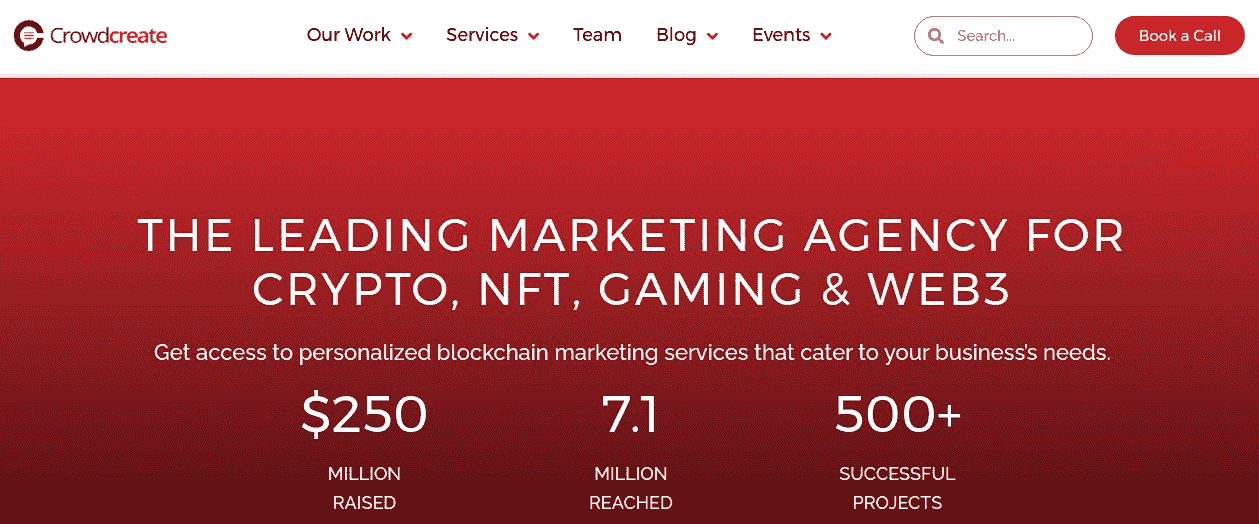 Crowdcreate
Our Work
Services
Team
Blog
Events
Search...
Book a Call
THE LEADING MARKETING AGENCY FOR
CRYPTO, NFT, GAMING & WEB3
Get access to personalized blockchain marketing services that cater to your business's needs.
$250
MILLION
RAISED
7.1
MILLION
REACHED
500+
SUCCESSFUL
PROJECTS